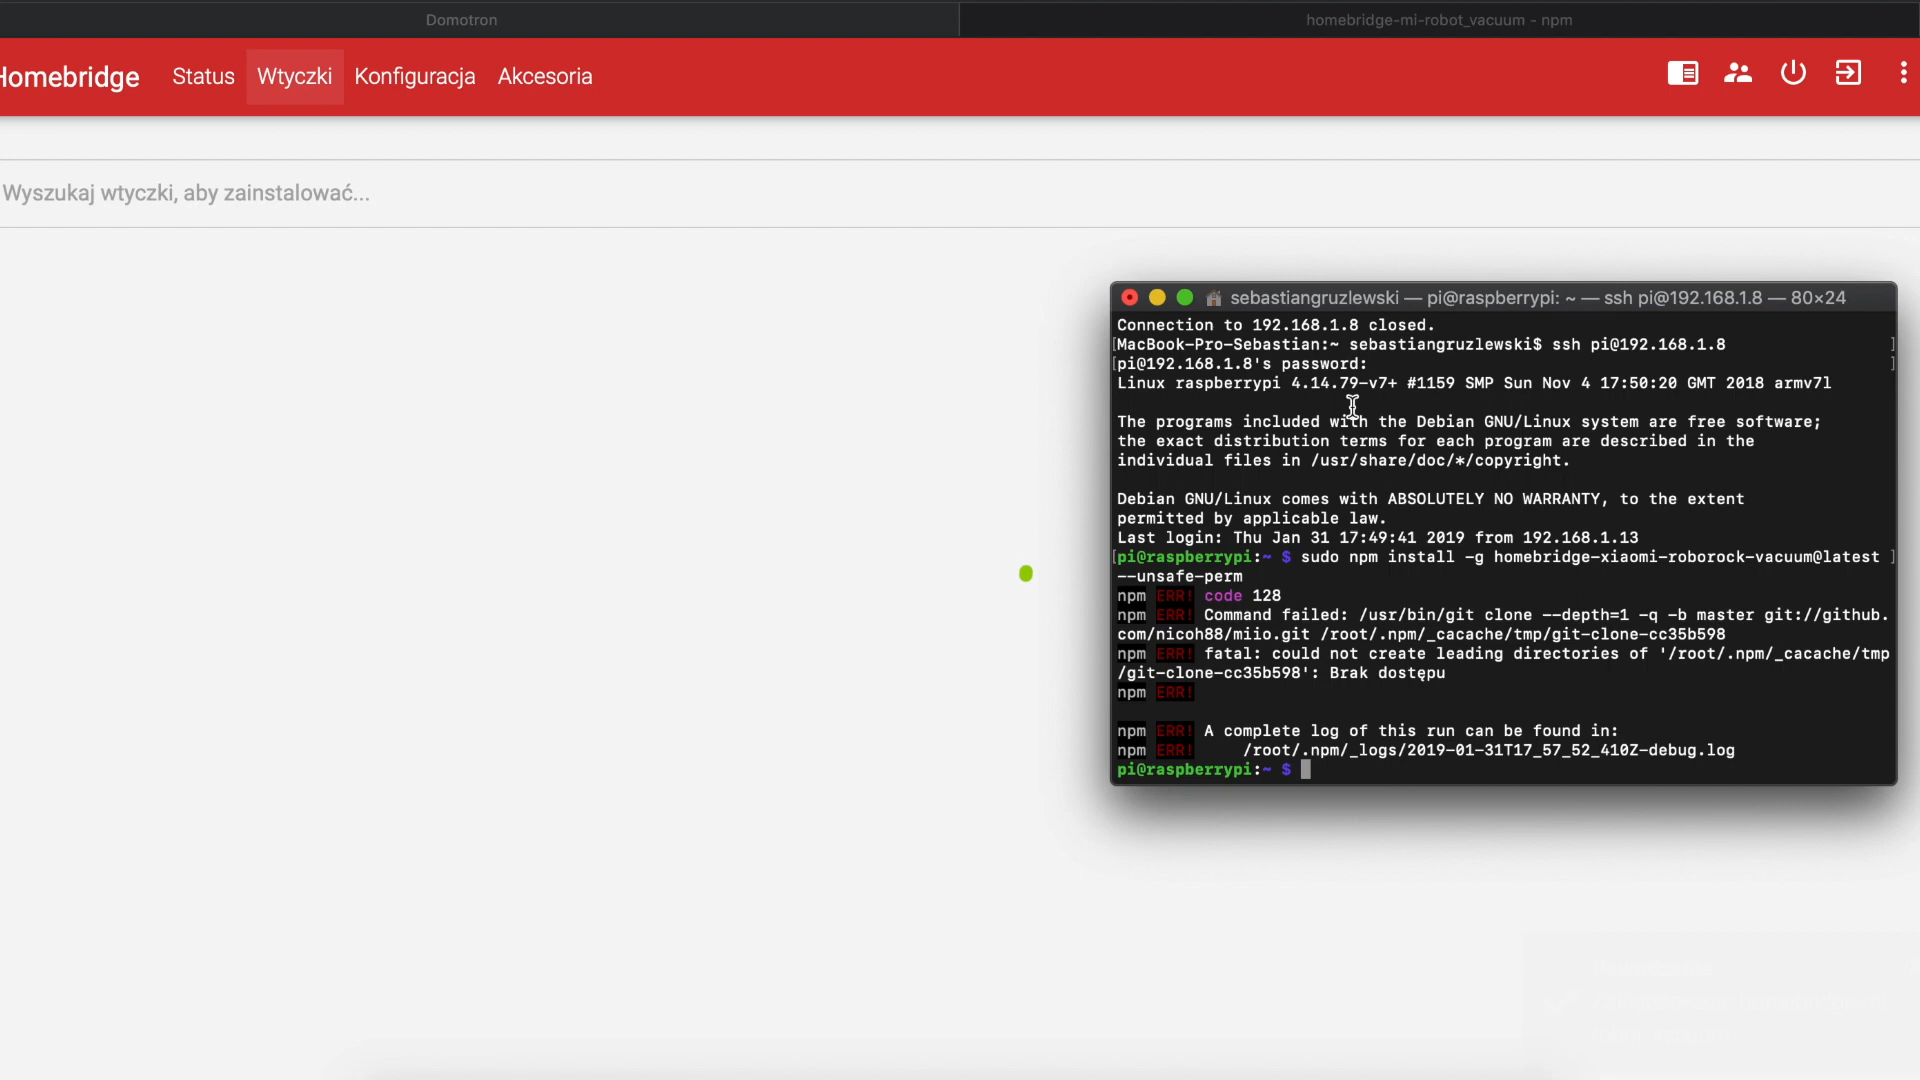 Domotron
homebridge-mi-robot_vacuum - npm
Homebridge Status Wtyczki Konfiguracja Akcesoria
Wyszukaj wtyczki, aby zainstalować...
sebastiangruzlewski — pi@raspberrypi: ~ — ssh pi@192.168.1.8 — 80×24
Connection to 192.168.1.8 closed.
[MacBook-Pro-Sebastian:~ sebastiangruzlewski$ ssh pi@192.168.1.8 ]
[pi@192.168.1.8's password: ]
Linux raspberrypi 4.14.79-v7+ #1159 SMP Sun Nov 4 17:50:20 GMT 2018 armv7l
The programs included with the Debian GNU/Linux system are free software;
the exact distribution terms for each program are described in the
individual files in /usr/share/doc/*/copyright.
Debian GNU/Linux comes with ABSOLUTELY NO WARRANTY, to the extent
permitted by applicable law.
Last login: Thu Jan 31 17:49:41 2019 from 192.168.1.13
[pi@raspberrypi:~ $ sudo npm install -g homebridge-xiaomi-roborock-vacuum@latest ]
--unsafe-perm
npm ERR! code 128
npm ERR! Command failed: /usr/bin/git clone --depth=1 -q -b master git://github.
com/nicoh88/miio.git /root/.npm/_cacache/tmp/git-clone-cc35b598
npm ERR! fatal: could not create leading directories of '/root/.npm/_cacache/tmp
/git-clone-cc35b598': Brak dostępu
npm ERR!
npm ERR! A complete log of this run can be found in:
npm ERR!     /root/.npm/_logs/2019-01-31T17_57_52_410Z-debug.log
pi@raspberrypi:~ $